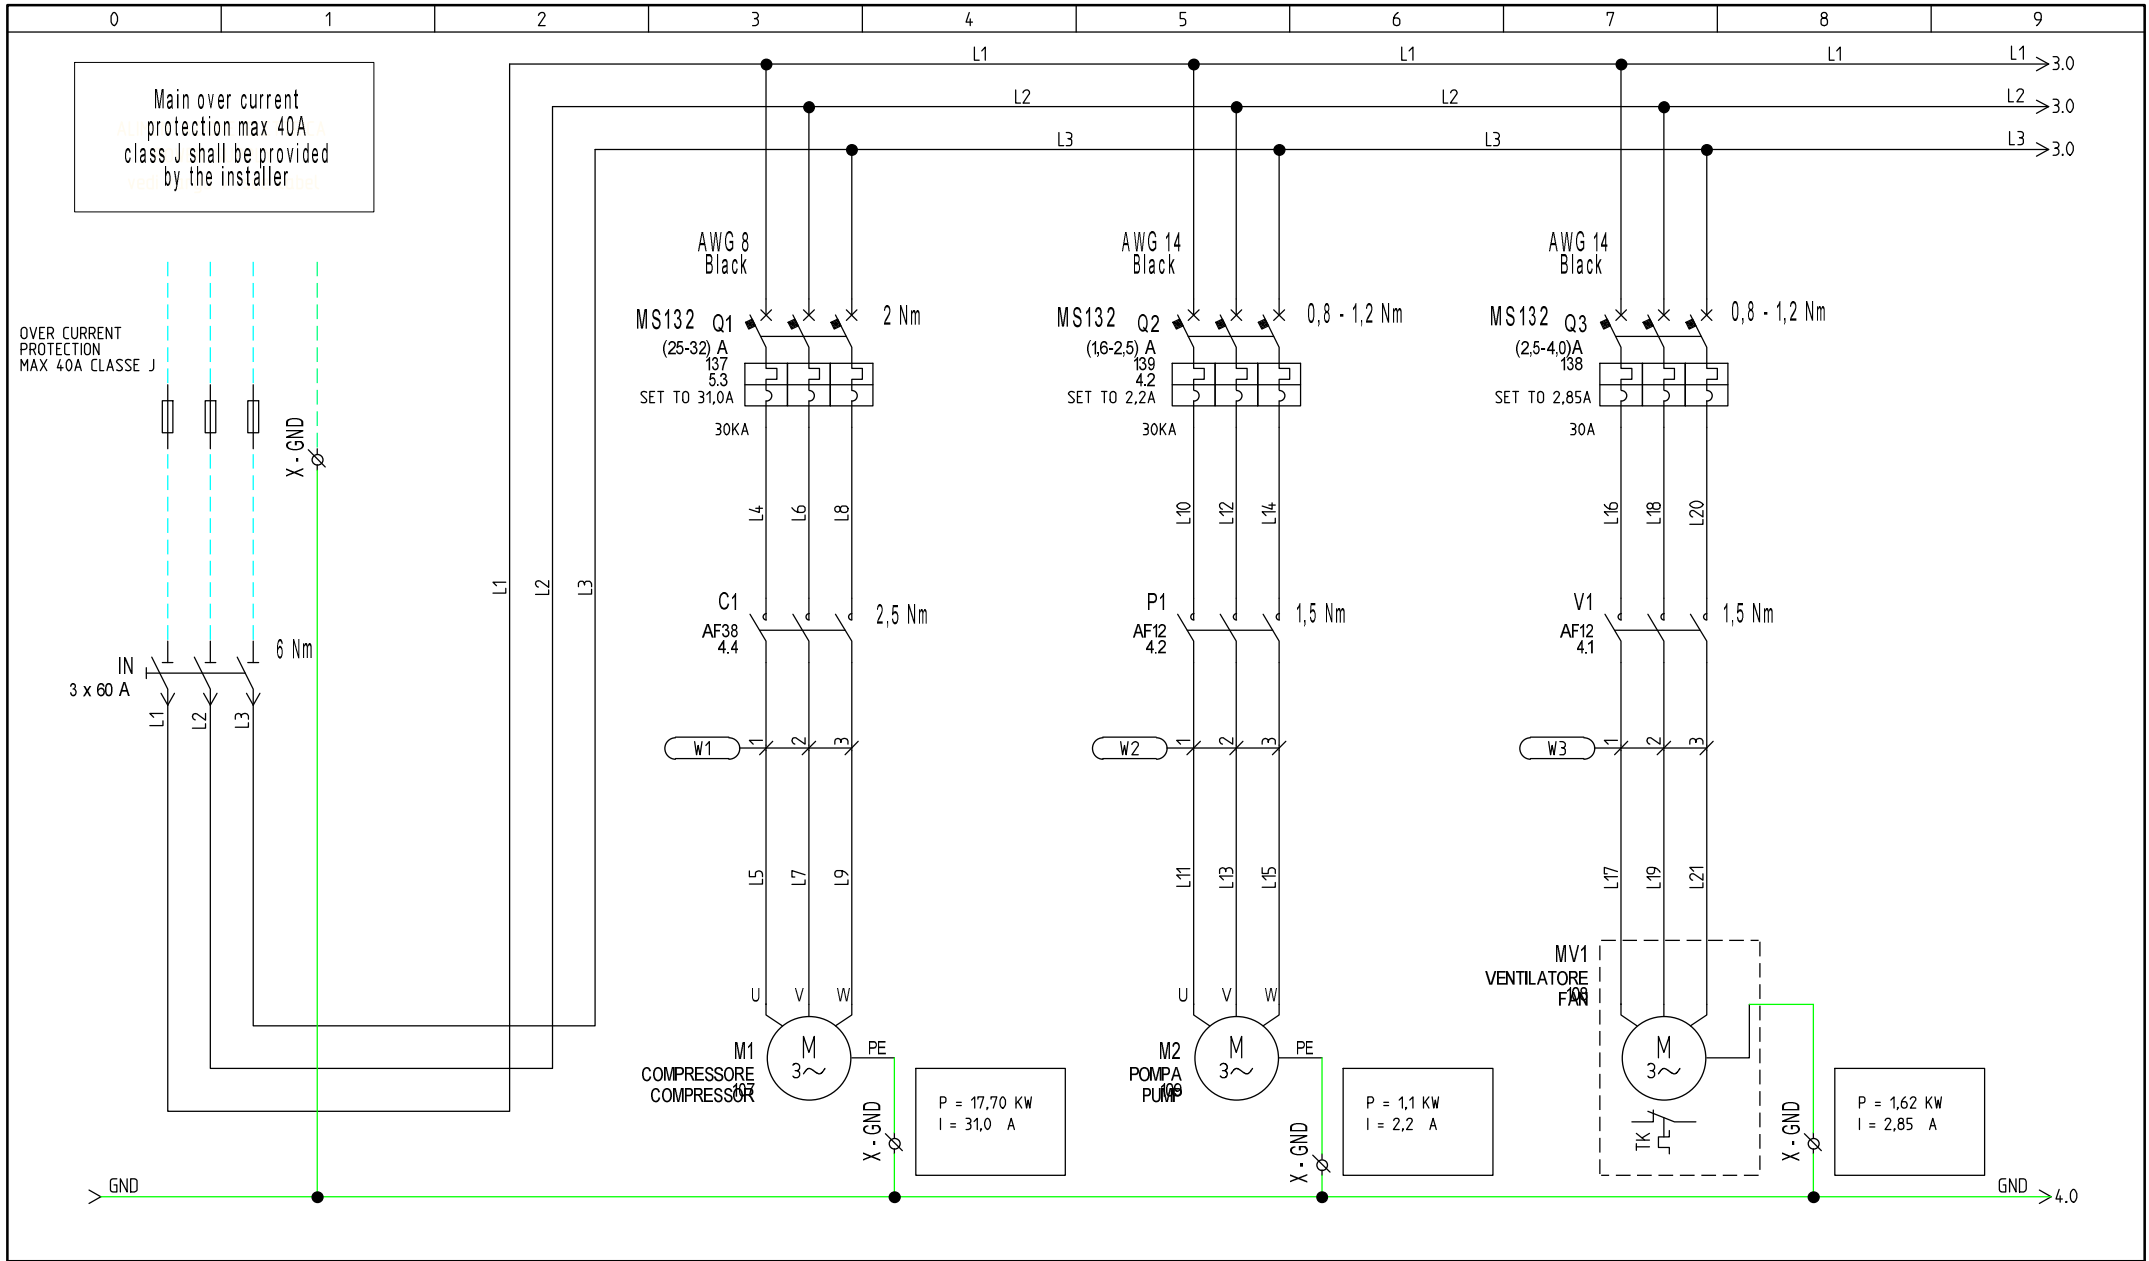 0 1 2 3 4 5 6 7 8 9
L1 L1 L1 L1 3.0
L2 L2 L2 3.0
L3 L3 L3 3.0
Main over current
protection max 40A
class J shall be provided
by the installer
OVER CURRENT
PROTECTION
MAX 40A CLASSE J
X - GND
IN
3 x 60 A
6 Nm
L1 L2 L3
L1 L2 L3
AWG 8
Black
MS132 Q1
2 Nm
(25-32) A
137
5.3
SET TO 31,0A
30KA
L4 L6 L8
C1
AF38
4.4
2,5 Nm
W1 1 2 3
L5 L7 L9
U V W
M
3~
PE
M1
COMPRESSORE
107
COMPRESSOR
X - GND
P = 17,70 KW
I = 31,0 A
AWG 14
Black
MS132 Q2
0,8 - 1,2 Nm
(1,6-2,5) A
139
4.2
SET TO 2,2A
30KA
L10 L12 L14
P1
AF12
4.2
1,5 Nm
W2 1 2 3
L11 L13 L15
U V W
M
3~
PE
M2
POMPA
109
PUMP
X - GND
P = 1,1 KW
I = 2,2 A
AWG 14
Black
MS132 Q3
0,8 - 1,2 Nm
(2,5-4,0)A
138
SET TO 2,85A
30A
L16 L18 L20
V1
AF12
4.1
1,5 Nm
W3 1 2 3
L17 L19 L21
MV1
VENTILATORE
108
FAN
M
3~
TK
X - GND
P = 1,62 KW
I = 2,85 A
GND GND 4.0